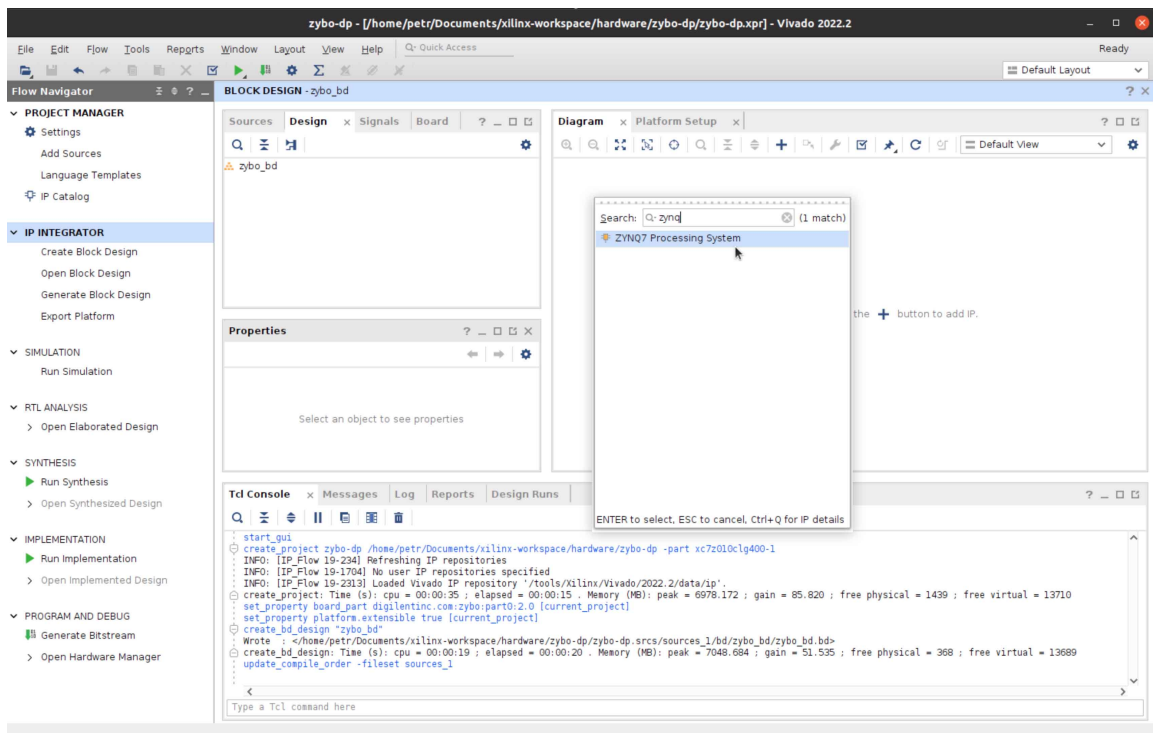 zybo-dp - [/home/petr/Documents/xilinx-workspace/hardware/zybo-dp/zybo-dp.xpr] - Vivado 2022.2
File Edit Flow Tools Reports Window Layout View Help Quick Access Ready
Default Layout
Flow Navigator
PROJECT MANAGER
Settings
Add Sources
Language Templates
IP Catalog
IP INTEGRATOR
Create Block Design
Open Block Design
Generate Block Design
Export Platform
SIMULATION
Run Simulation
RTL ANALYSIS
Open Elaborated Design
SYNTHESIS
Run Synthesis
Open Synthesized Design
IMPLEMENTATION
Run Implementation
Open Implemented Design
PROGRAM AND DEBUG
Generate Bitstream
Open Hardware Manager
BLOCK DESIGN - zybo_bd
Sources Design Signals Board
zybo_bd
Properties
Select an object to see properties
Diagram Platform Setup
Default View
Search: zynq (1 match)
ZYNQ7 Processing System
ENTER to select, ESC to cancel, Ctrl+Q for IP details
the + button to add IP.
Tcl Console Messages Log Reports Design Runs
start_gui
create_project zybo-dp /home/petr/Documents/xilinx-workspace/hardware/zybo-dp -part xc7z010clg400-1
INFO: [IP_Flow 19-234] Refreshing IP repositories
INFO: [IP_Flow 19-1704] No user IP repositories specified
INFO: [IP_Flow 19-2313] Loaded Vivado IP repository '/tools/Xilinx/Vivado/2022.2/data/ip'.
create_project: Time (s): cpu = 00:00:35 ; elapsed = 00:00:15 . Memory (MB): peak = 6978.172 ; gain = 85.820 ; free physical = 1439 ; free virtual = 13710
set_property board_part digilentinc.com:zybo:part0:2.0 [current_project]
set_property platform.extensible true [current_project]
create_bd_design "zybo_bd"
Wrote : </home/petr/Documents/xilinx-workspace/hardware/zybo-dp/zybo-dp.srcs/sources_1/bd/zybo_bd/zybo_bd.bd>
create_bd_design: Time (s): cpu = 00:00:19 ; elapsed = 00:00:20 . Memory (MB): peak = 7048.684 ; gain = 51.535 ; free physical = 368 ; free virtual = 13689
update_compile_order -fileset sources_1
Type a Tcl command here